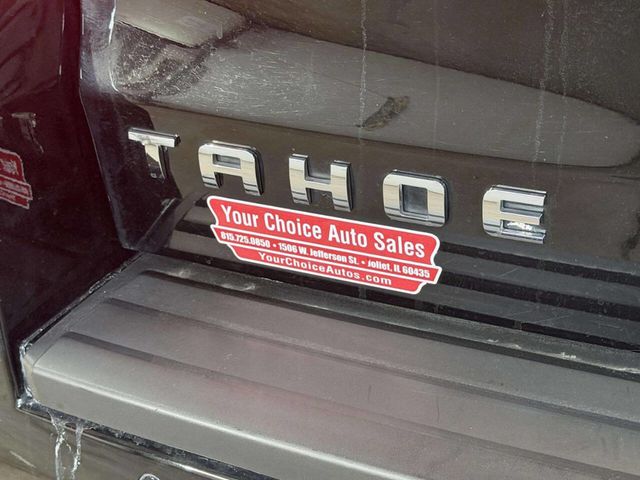 TAHOE
Your Choice Auto Sales
815.725.0850 • 1506 W. Jefferson St. • Joliet, IL 60435
YourChoiceAutos.com